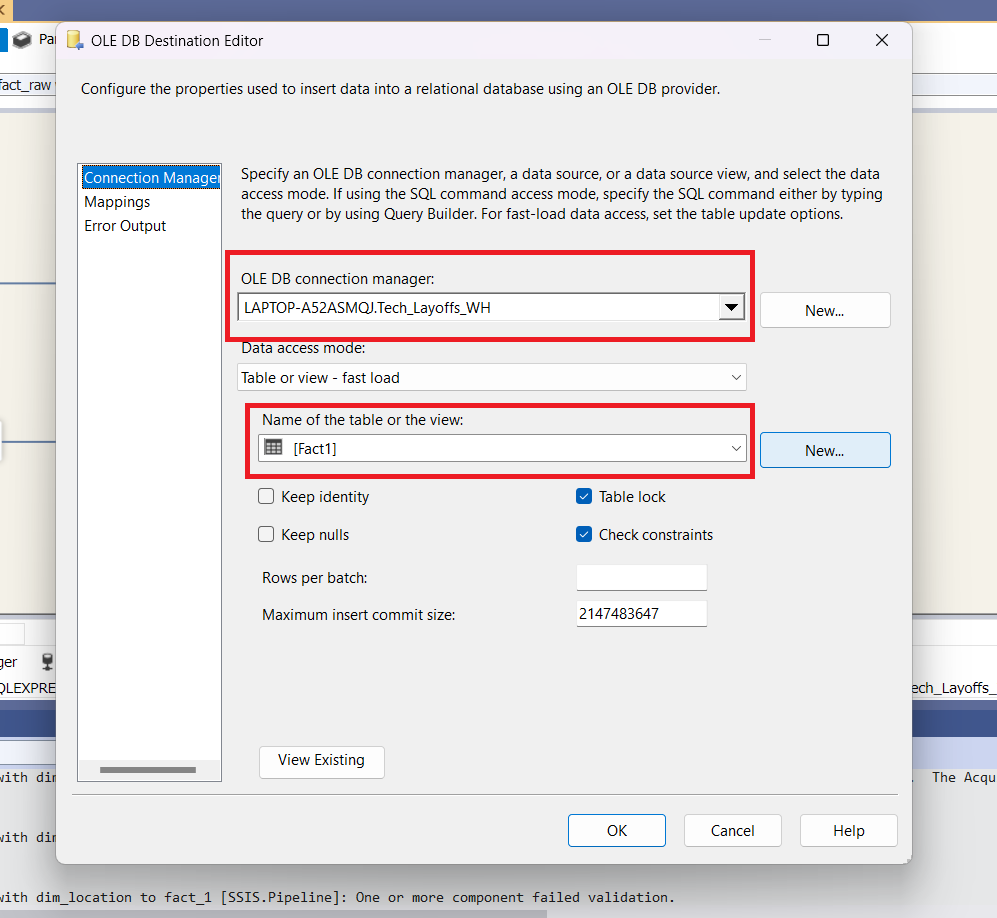 Pa
OLE DB Destination Editor
fact_raw
Configure the properties used to insert data into a relational database using an OLE DB provider.
Connection Manager
Mappings
Error Output
Specify an OLE DB connection manager, a data source, or a data source view, and select the data
access mode. If using the SQL command access mode, specify the SQL command either by typing
the query or by using Query Builder. For fast-load data access, set the table update options.
OLE DB connection manager:
LAPTOP-A52ASMQJ.Tech_Layoffs_WH
New...
Data access mode:
Table or view - fast load
Name of the table or the view:
[Fact1]
New...
Keep identity
Table lock
Keep nulls
Check constraints
Rows per batch:
Maximum insert commit size:
2147483647
ger
QLEXPRE
ech_Layoffs_
View Existing
with dim
. The Acqu
OK
Cancel
Help
with dim
with dim_location to fact_1 [SSIS.Pipeline]: One or more component failed validation.